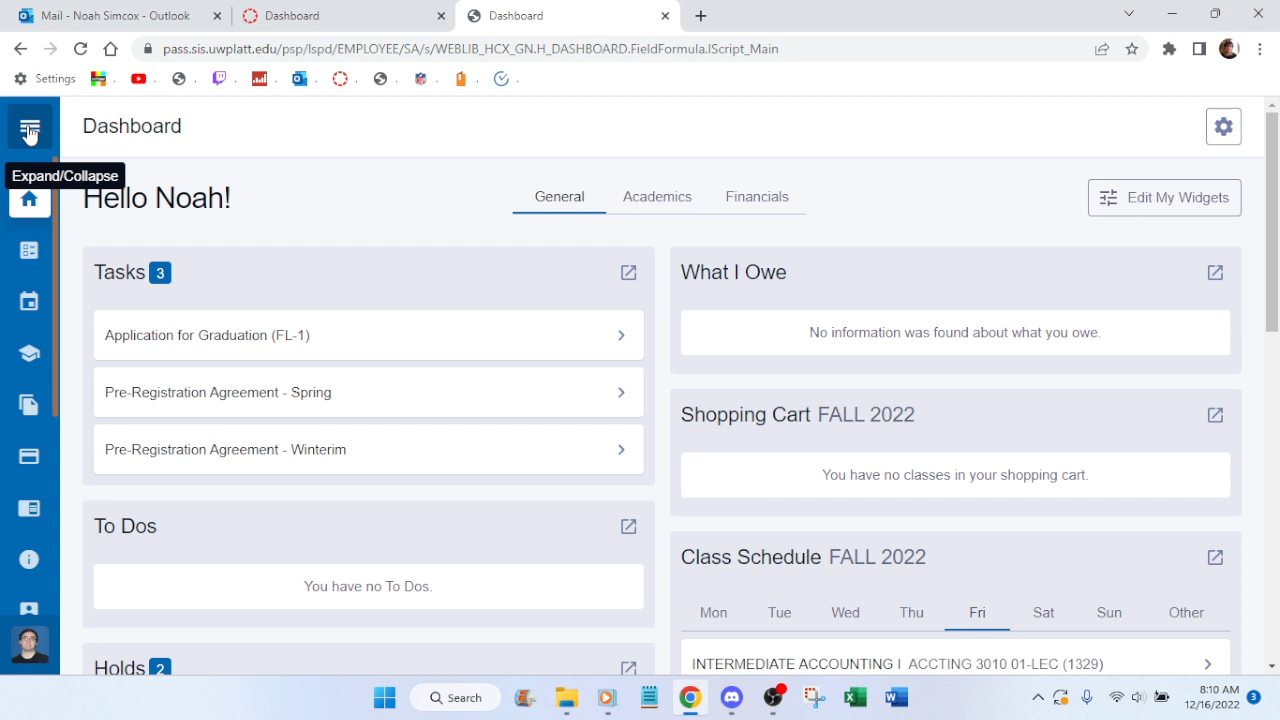 Mail - Noah Simcox - Outlook
Dashboard
Dashboard
pass.sis.uwplatt.edu/psp/lspd/EMPLOYEE/SA/s/WEBLIB_HCX_GN.H_DASHBOARD.FieldFormula.IScript_Main
Settings
Dashboard
Expand/Collapse
Hello Noah!
General
Academics
Financials
Edit My Widgets
Tasks 3
Application for Graduation (FL-1)
Pre-Registration Agreement - Spring
Pre-Registration Agreement - Winterim
To Dos
You have no To Dos.
Holds 2
What I Owe
No information was found about what you owe.
Shopping Cart FALL 2022
You have no classes in your shopping cart.
Class Schedule FALL 2022
Mon Tue Wed Thu Fri Sat Sun Other
INTERMEDIATE ACCOUNTING I ACCTING 3010 01-LEC (1329)
Search
8:10 AM
12/16/2022
3